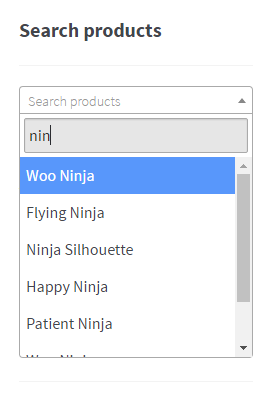 Search products
Search products
nin
Woo Ninja
Flying Ninja
Ninja Silhouette
Happy Ninja
Patient Ninja